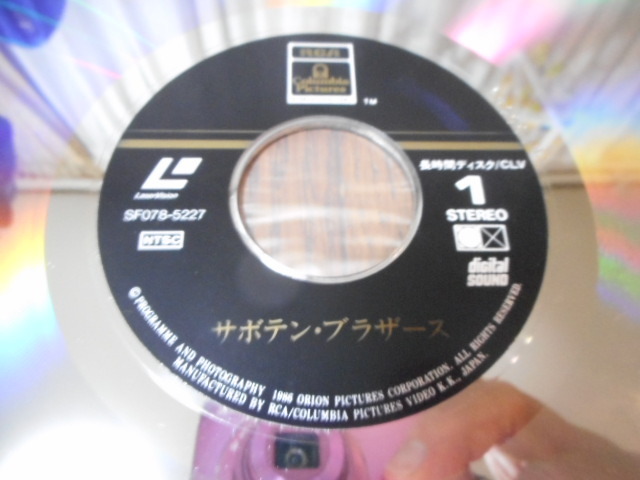 RCA
Columbia
Pictures
TM
LaserVision
SF078-5227
NTSC
長時間ディスク/CLV
1
STEREO
digital
SOUND
サボテン・ブラザース
© PROGRAMME AND PHOTOGRAPHY 1986 ORION PICTURES CORPORATION. ALL RIGHTS RESERVED.
MANUFACTURED BY RCA/COLUMBIA PICTURES VIDEO K.K., JAPAN.